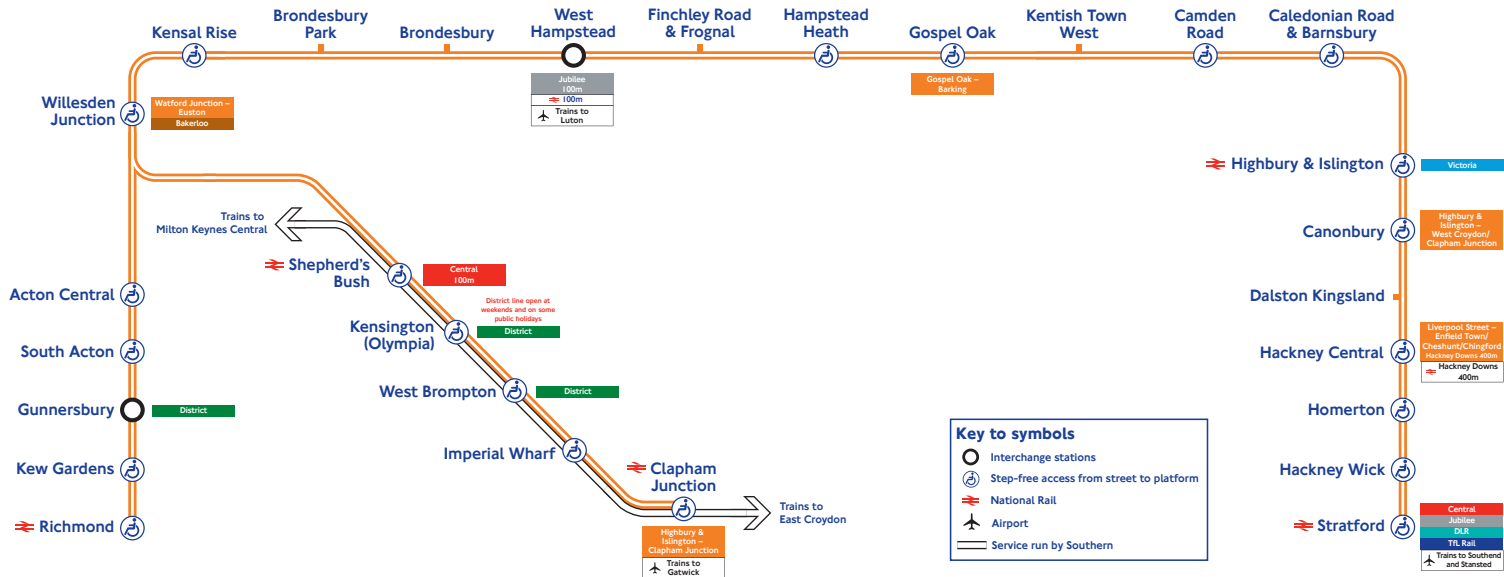 Kensal Rise
Brondesbury
Park
Brondesbury
West
Hampstead
Finchley Road
& Frognal
Hampstead
Heath
Gospel Oak
Kentish Town
West
Camden
Road
Caledonian Road
& Barnsbury
Jubilee
100m
100m
Trains to
Luton
Gospel Oak –
Barking
Willesden
Junction
Watford Junction –
Euston
Bakerloo
Highbury & Islington
Victoria
Trains to
Milton Keynes Central
Canonbury
Highbury &
Islington –
West Croydon/
Clapham Junction
Shepherd's
Bush
Central
100m
Acton Central
Dalston Kingsland
District line open at
weekends and on some
public holidays
District
Kensington
(Olympia)
South Acton
Hackney Central
Liverpool Street –
Enfield Town/
Cheshunt/Chingford
Hackney Downs 400m
Hackney Downs
400m
West Brompton
District
Gunnersbury
District
Homerton
Imperial Wharf
Kew Gardens
Clapham
Junction
Hackney Wick
Richmond
Trains to
East Croydon
Highbury &
Islington –
Clapham Junction
Trains to
Gatwick
Stratford
Central
Jubilee
DLR
TfL Rail
Trains to Southend
and Stansted
Key to symbols
Interchange stations
Step-free access from street to platform
National Rail
Airport
Service run by Southern